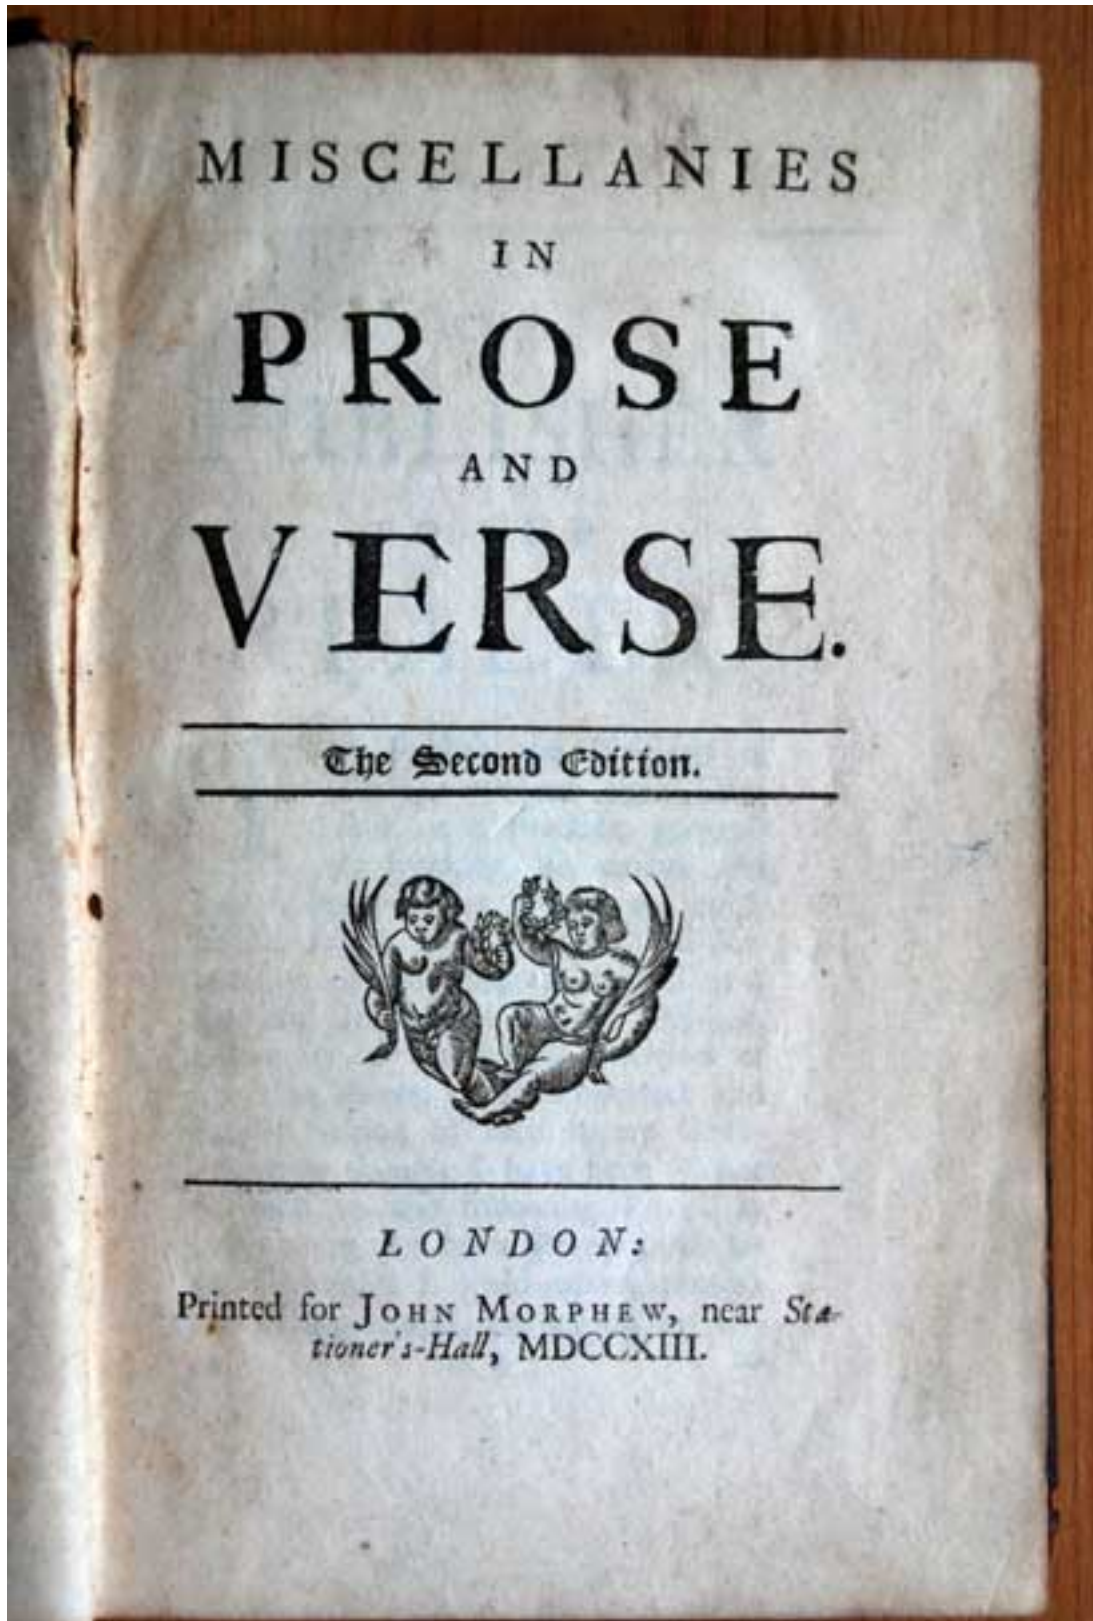 MISCELLANIES
IN
PROSE
AND
VERSE.
The Second Edition.
LONDON:
Printed for JOHN MORPHEW, near Sta-
tioner's-Hall, MDCCXIII.